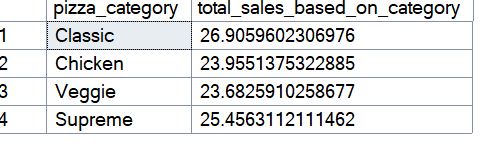 pizza_category total_sales_based_on_category
1 Classic 26.9059602306976
2 Chicken 23.9551375322885
3 Veggie 23.6825910258677
4 Supreme 25.4563112111462